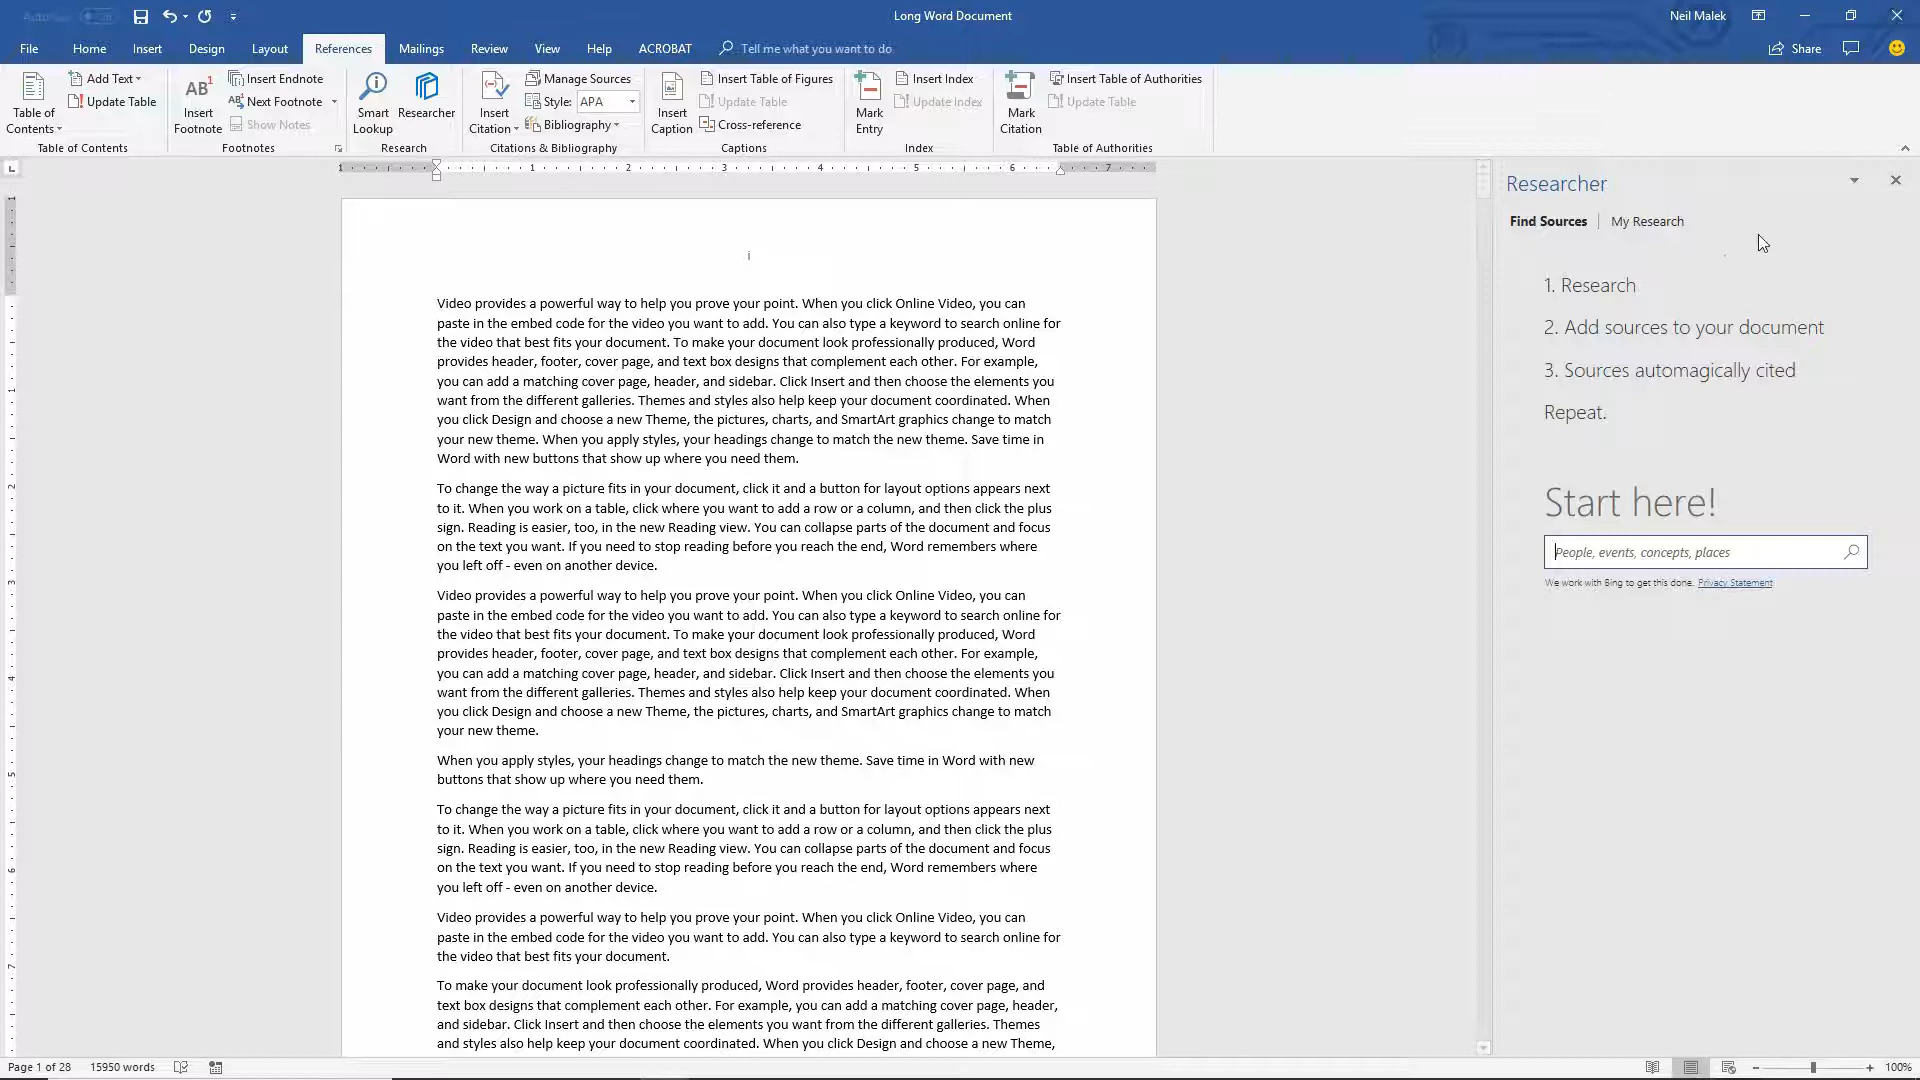 AutoSave
Long Word Document
Neil Malek
File Home Insert Design Layout References Mailings Review View Help ACROBAT Tell me what you want to do Share
Table of Contents
Add Text
Update Table
Table of Contents
AB1
Insert Footnote
Insert Endnote
AB1 Next Footnote
Show Notes
Footnotes
Smart Lookup
Researcher
Research
Insert Citation
Manage Sources
Style: APA
Bibliography
Citations & Bibliography
Insert Caption
Insert Table of Figures
Update Table
Cross-reference
Captions
Mark Entry
Insert Index
Update Index
Index
Mark Citation
Insert Table of Authorities
Update Table
Table of Authorities
1 1 2 3 4 5 6 7
1
1
2
3
4
5
6
7
i
Video provides a powerful way to help you prove your point. When you click Online Video, you can
paste in the embed code for the video you want to add. You can also type a keyword to search online for
the video that best fits your document. To make your document look professionally produced, Word
provides header, footer, cover page, and text box designs that complement each other. For example,
you can add a matching cover page, header, and sidebar. Click Insert and then choose the elements you
want from the different galleries. Themes and styles also help keep your document coordinated. When
you click Design and choose a new Theme, the pictures, charts, and SmartArt graphics change to match
your new theme. When you apply styles, your headings change to match the new theme. Save time in
Word with new buttons that show up where you need them.
To change the way a picture fits in your document, click it and a button for layout options appears next
to it. When you work on a table, click where you want to add a row or a column, and then click the plus
sign. Reading is easier, too, in the new Reading view. You can collapse parts of the document and focus
on the text you want. If you need to stop reading before you reach the end, Word remembers where
you left off - even on another device.
Video provides a powerful way to help you prove your point. When you click Online Video, you can
paste in the embed code for the video you want to add. You can also type a keyword to search online for
the video that best fits your document. To make your document look professionally produced, Word
provides header, footer, cover page, and text box designs that complement each other. For example,
you can add a matching cover page, header, and sidebar. Click Insert and then choose the elements you
want from the different galleries. Themes and styles also help keep your document coordinated. When
you click Design and choose a new Theme, the pictures, charts, and SmartArt graphics change to match
your new theme.
When you apply styles, your headings change to match the new theme. Save time in Word with new
buttons that show up where you need them.
To change the way a picture fits in your document, click it and a button for layout options appears next
to it. When you work on a table, click where you want to add a row or a column, and then click the plus
sign. Reading is easier, too, in the new Reading view. You can collapse parts of the document and focus
on the text you want. If you need to stop reading before you reach the end, Word remembers where
you left off - even on another device.
Video provides a powerful way to help you prove your point. When you click Online Video, you can
paste in the embed code for the video you want to add. You can also type a keyword to search online for
the video that best fits your document.
To make your document look professionally produced, Word provides header, footer, cover page, and
text box designs that complement each other. For example, you can add a matching cover page, header,
and sidebar. Click Insert and then choose the elements you want from the different galleries. Themes
and styles also help keep your document coordinated. When you click Design and choose a new Theme,
Researcher
Find Sources My Research
1. Research
2. Add sources to your document
3. Sources automagically cited
Repeat.
Start here!
People, events, concepts, places
We work with Bing to get this done. Privacy Statement
Page 1 of 28 15950 words 100%